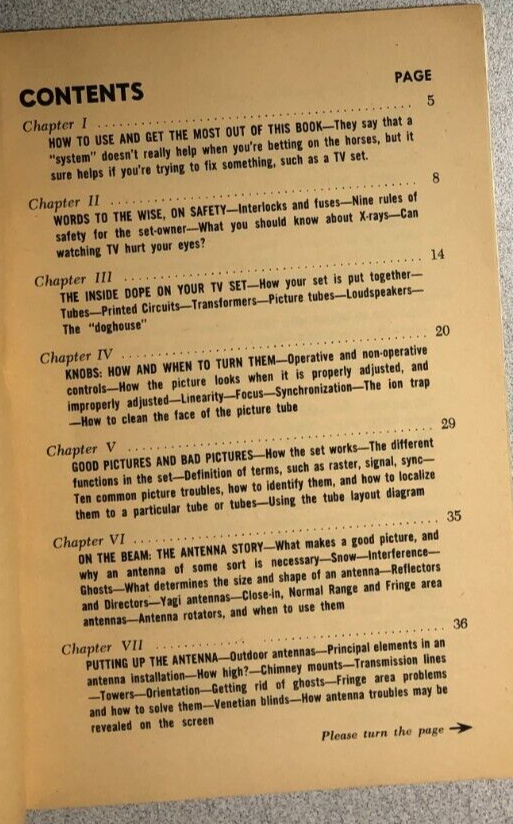 PAGE
CONTENTS
Chapter I ........................................ 5
HOW TO USE AND GET THE MOST OUT OF THIS BOOK—They say that a
"system" doesn't really help when you're betting on the horses, but it
sure helps if you're trying to fix something, such as a TV set.
Chapter II ........................................ 8
WORDS TO THE WISE, ON SAFETY—Interlocks and fuses—Nine rules of
safety for the set-owner—What you should know about X-rays—Can
watching TV hurt your eyes?
Chapter III ........................................ 14
THE INSIDE DOPE ON YOUR TV SET—How your set is put together—
Tubes—Printed Circuits—Transformers—Picture tubes—Loudspeakers—
The "doghouse"
Chapter IV ........................................ 20
KNOBS: HOW AND WHEN TO TURN THEM—Operative and non-operative
controls—How the picture looks when it is properly adjusted, and
improperly adjusted—Linearity—Focus—Synchronization—The ion trap
—How to clean the face of the picture tube
Chapter V ........................................ 29
GOOD PICTURES AND BAD PICTURES—How the set works—The different
functions in the set—Definition of terms, such as raster, signal, sync—
Ten common picture troubles, how to identify them, and how to localize
them to a particular tube or tubes—Using the tube layout diagram
Chapter VI ........................................ 35
ON THE BEAM: THE ANTENNA STORY—What makes a good picture, and
why an antenna of some sort is necessary—Snow—Interference—
Ghosts—What determines the size and shape of an antenna—Reflectors
and Directors—Yagi antennas—Close-in, Normal Range and Fringe area
antennas—Antenna rotators, and when to use them
Chapter VII ........................................ 36
PUTTING UP THE ANTENNA—Outdoor antennas—Principal elements in an
antenna installation—How high?—Chimney mounts—Transmission lines
—Towers—Orientation—Getting rid of ghosts—Fringe area problems
and how to solve them—Venetian blinds—How antenna troubles may be
revealed on the screen
Please turn the page →